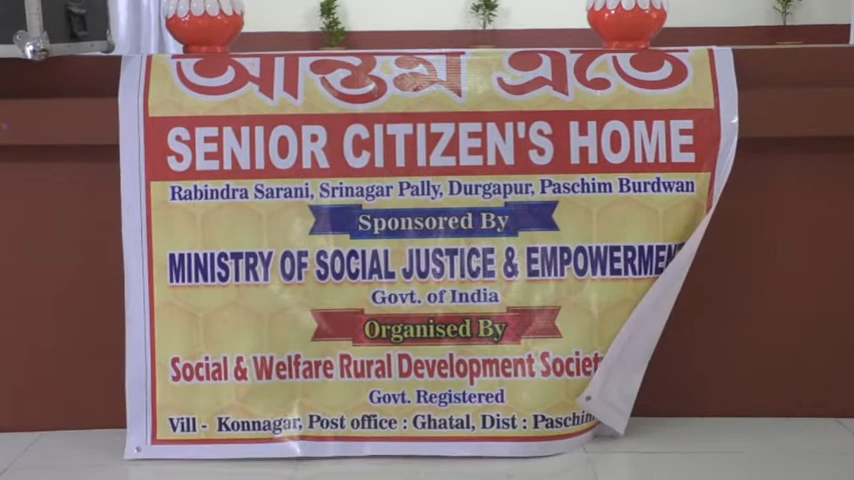 এতে
SENIOR CITIZEN'S HOME
Rabindra Sarani, Srinagar Pally, Durgapur, Paschim Burdwan
Sponsored By
MINISTRY OF SOCIAL JUSTICE & EMPOWERMEN
Govt. of India
Organised By
Social & Welfare Rural Development Societ
Govt. Registered
Vill - Konnagar, Post office : Ghatal, Dist : Paschim